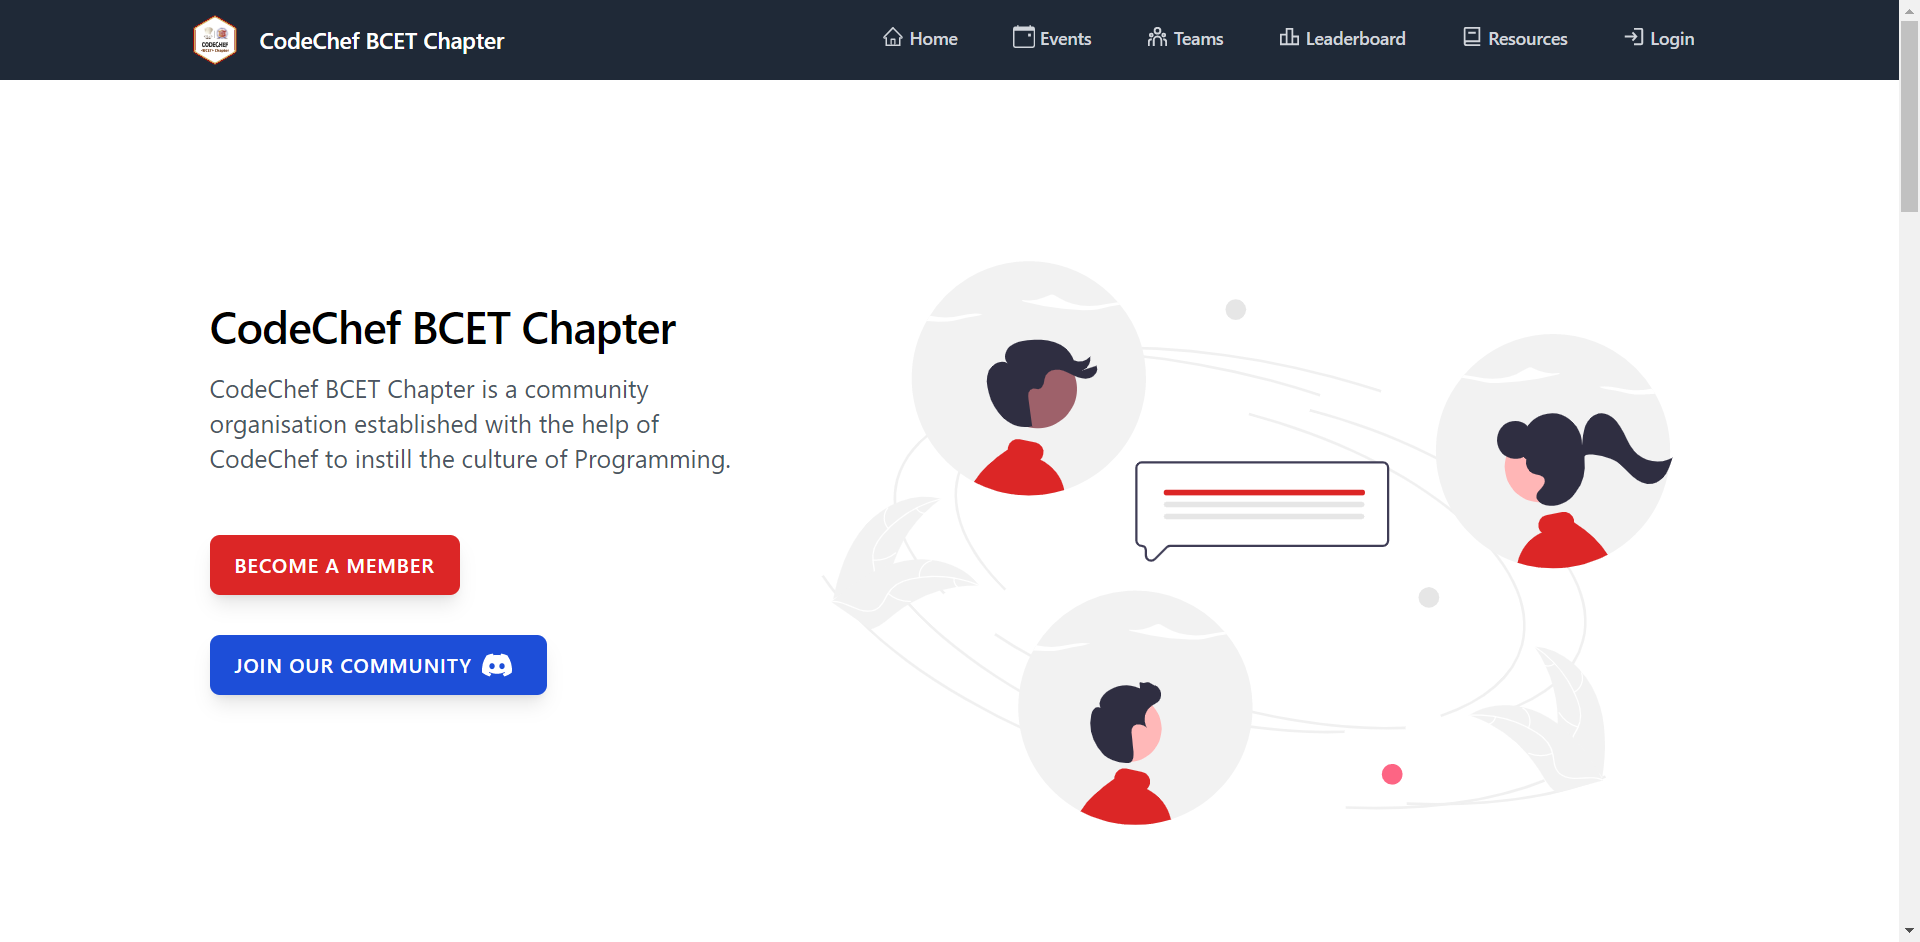 CODECHEF
CodeChef BCET Chapter
Home
Events
Teams
Leaderboard
Resources
Login
CodeChef BCET Chapter
CodeChef BCET Chapter is a community
organisation established with the help of
CodeChef to instill the culture of Programming.
BECOME A MEMBER
JOIN OUR COMMUNITY